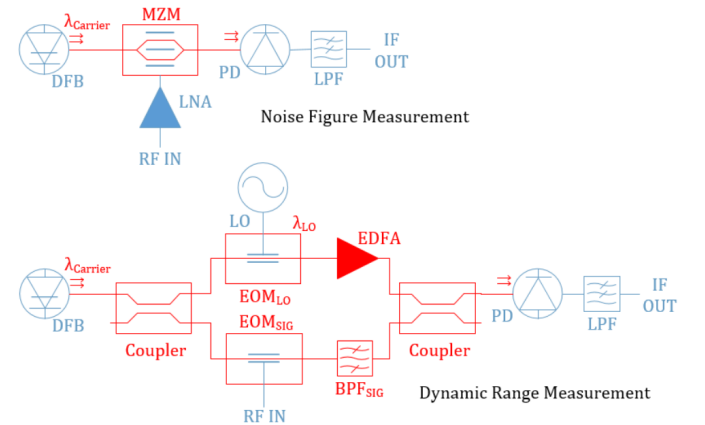 MZM
λCarrier
DFB
PD
LPF
IF
OUT
LNA
RF IN
Noise Figure Measurement
LO
λLO
EDFA
λCarrier
DFB
Coupler
EOMLO
EOMSIG
RF IN
BPFSIG
Coupler
PD
LPF
IF
OUT
Dynamic Range Measurement